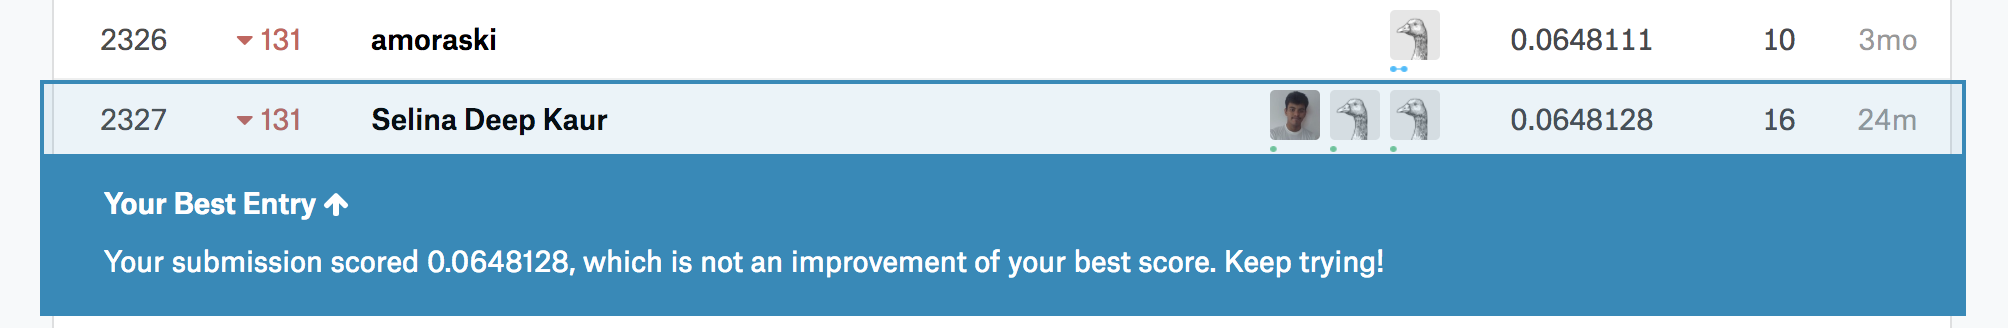 2326 131 amoraski 0.0648111 10 3mo
2327 131 Selina Deep Kaur 0.0648128 16 24m
Your Best Entry
Your submission scored 0.0648128, which is not an improvement of your best score. Keep trying!